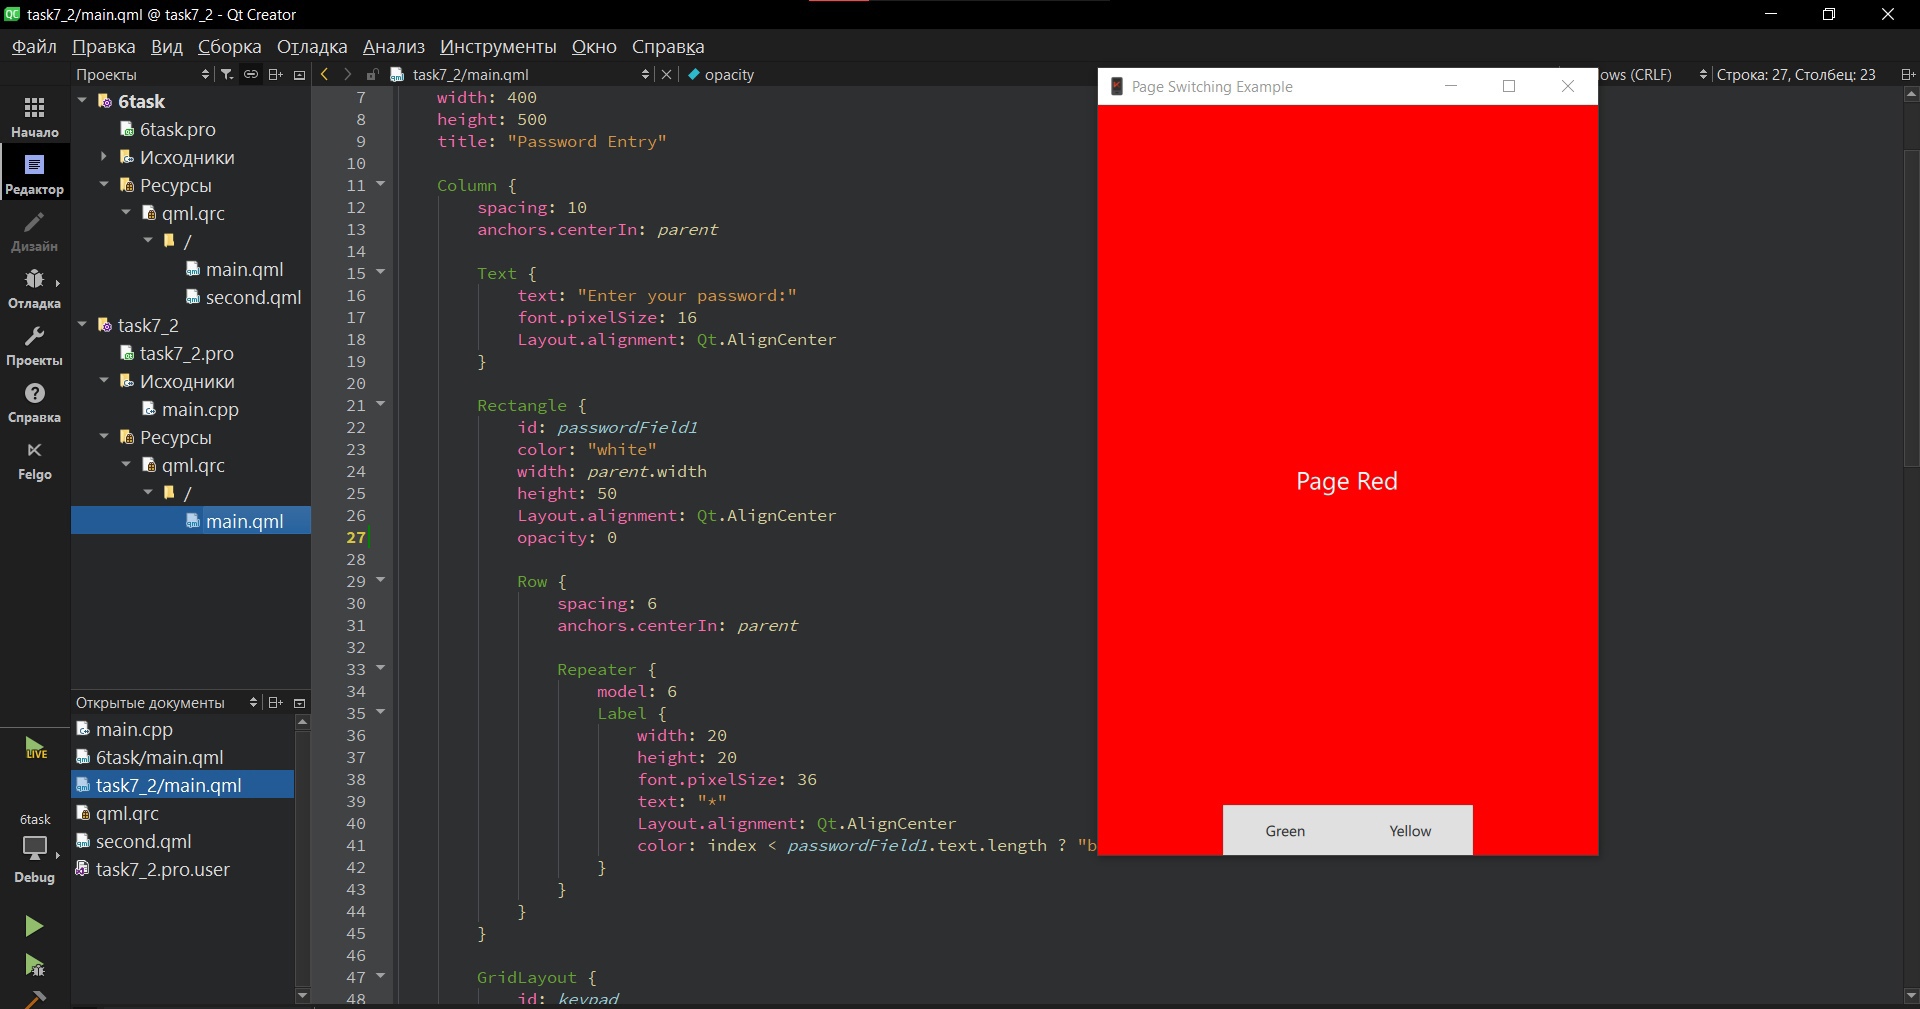 task7_2/main.qml @ task7_2 - Qt Creator
Файл Правка Вид Сборка Отладка Анализ Инструменты Окно Справка
Проекты
task7_2/main.qml
opacity
ows (CRLF)
Строка: 27, Столбец: 23
Начало
Редактор
Дизайн
Отладка
Проекты
Справка
Felgo
LIVE
6task
Debug
6task
6task.pro
Исходники
Ресурсы
qml.qrc
/
main.qml
second.qml
task7_2
task7_2.pro
Исходники
main.cpp
Ресурсы
qml.qrc
/
main.qml
Открытые документы
main.cpp
6task/main.qml
task7_2/main.qml
qml.qrc
second.qml
task7_2.pro.user
7 width: 400
8 height: 500
9 title: "Password Entry"
10
11 Column {
12 spacing: 10
13 anchors.centerIn: parent
14
15 Text {
16 text: "Enter your password:"
17 font.pixelSize: 16
18 Layout.alignment: Qt.AlignCenter
19 }
20
21 Rectangle {
22 id: passwordField1
23 color: "white"
24 width: parent.width
25 height: 50
26 Layout.alignment: Qt.AlignCenter
27 opacity: 0
28
29 Row {
30 spacing: 6
31 anchors.centerIn: parent
32
33 Repeater {
34 model: 6
35 Label {
36 width: 20
37 height: 20
38 font.pixelSize: 36
39 text: "*"
40 Layout.alignment: Qt.AlignCenter
41 color: index < passwordField1.text.length ? "b
42 }
43 }
44 }
45 }
46
47 GridLayout {
48 id: keypad
Page Switching Example
Page Red
Green Yellow